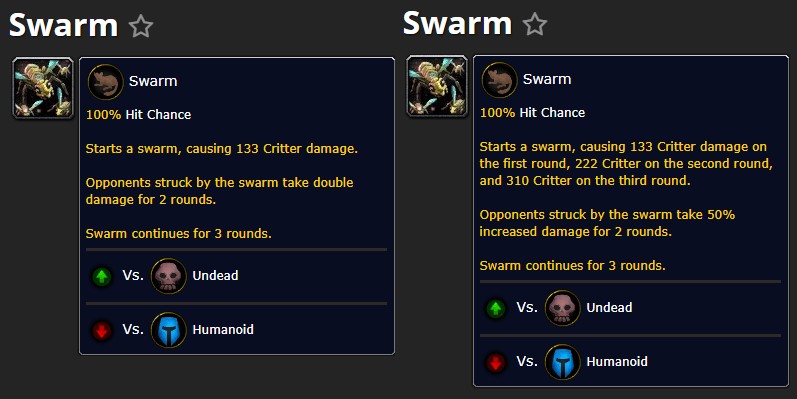 Swarm
Swarm
100% Hit Chance
Starts a swarm, causing 133 Critter damage.
Opponents struck by the swarm take double
damage for 2 rounds.
Swarm continues for 3 rounds.
Vs. Undead
Vs. Humanoid
Swarm
Swarm
100% Hit Chance
Starts a swarm, causing 133 Critter damage on
the first round, 222 Critter on the second round,
and 310 Critter on the third round.
Opponents struck by the swarm take 50%
increased damage for 2 rounds.
Swarm continues for 3 rounds.
Vs. Undead
Vs. Humanoid